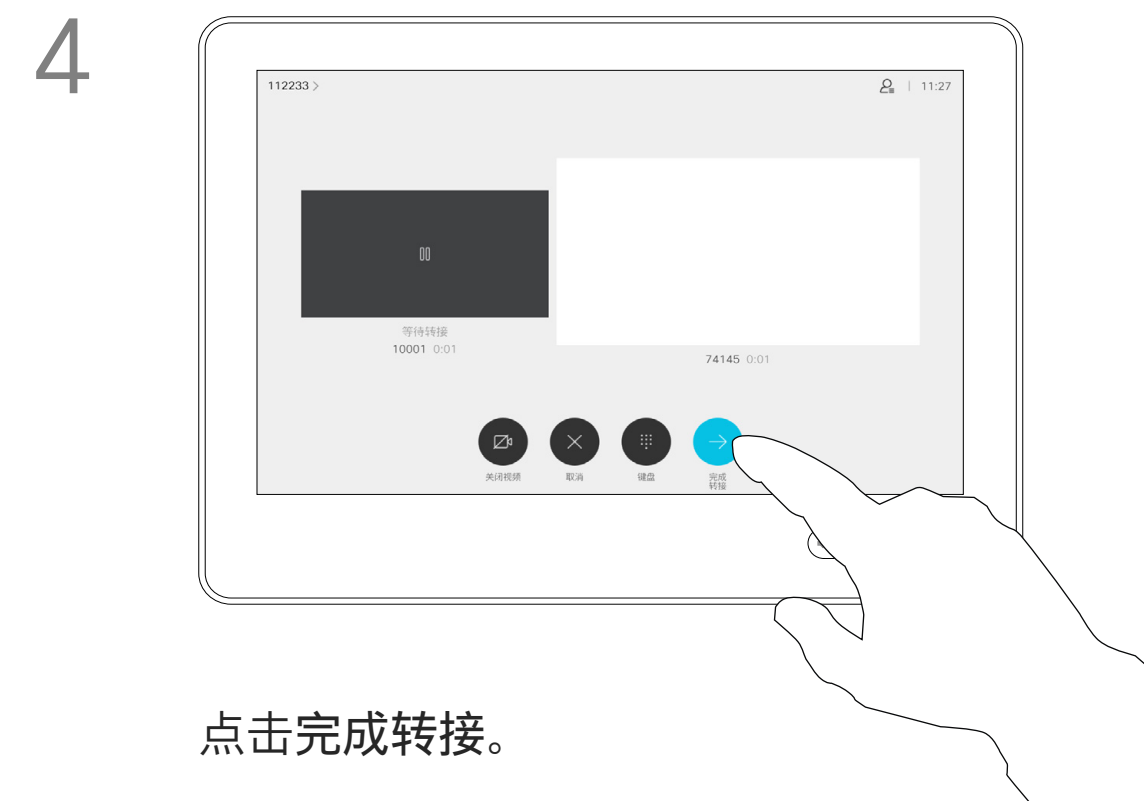 4
112233 >
11:27
等待转接
10001 0:01
74145 0:01
关闭视频
取消
键盘
完成
转接
点击完成转接。